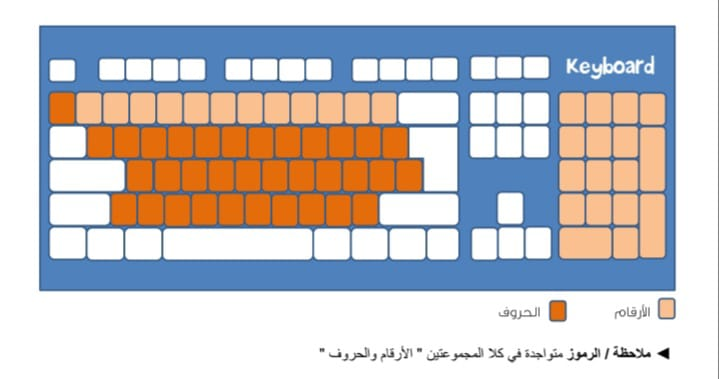 Keyboard
الأرقام
الحروف
◄ ملاحظة / الرموز متواجدة في كلا المجموعتين " الأرقام والحروف "